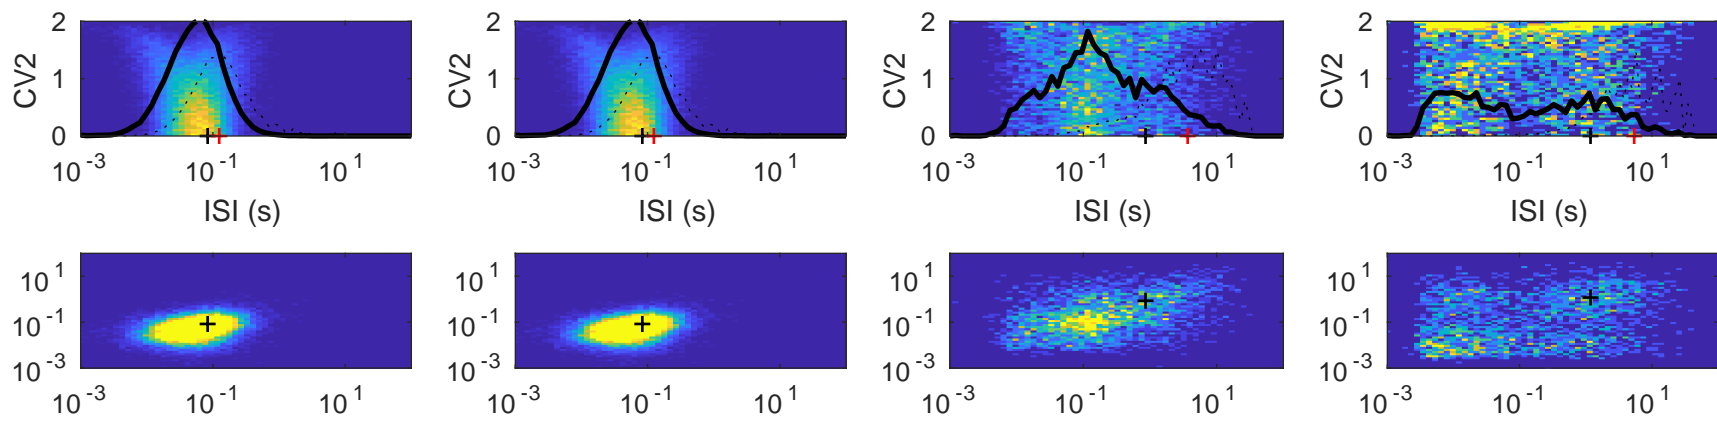 2 2 2 2
CV2 1 CV2 1 CV2 1 CV2 1
0 0 0 0
10^-3 10^-1 10^1 10^-3 10^-1 10^1 10^-3 10^-1 10^1 10^-3 10^-1 10^1
ISI (s) ISI (s) ISI (s) ISI (s)
10^1 10^1 10^1 10^1
10^-1 10^-1 10^-1 10^-1
10^-3 10^-3 10^-3 10^-3
10^-3 10^-1 10^1 10^-3 10^-1 10^1 10^-3 10^-1 10^1 10^-3 10^-1 10^1